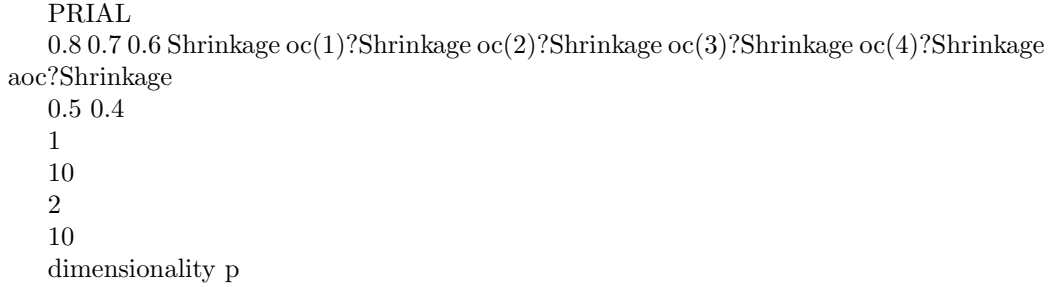 PRIAL
0.8 0.7 0.6 Shrinkage oc(1)?Shrinkage oc(2)?Shrinkage oc(3)?Shrinkage oc(4)?Shrinkage
aoc?Shrinkage
0.5 0.4
1
10
2
10
dimensionality p